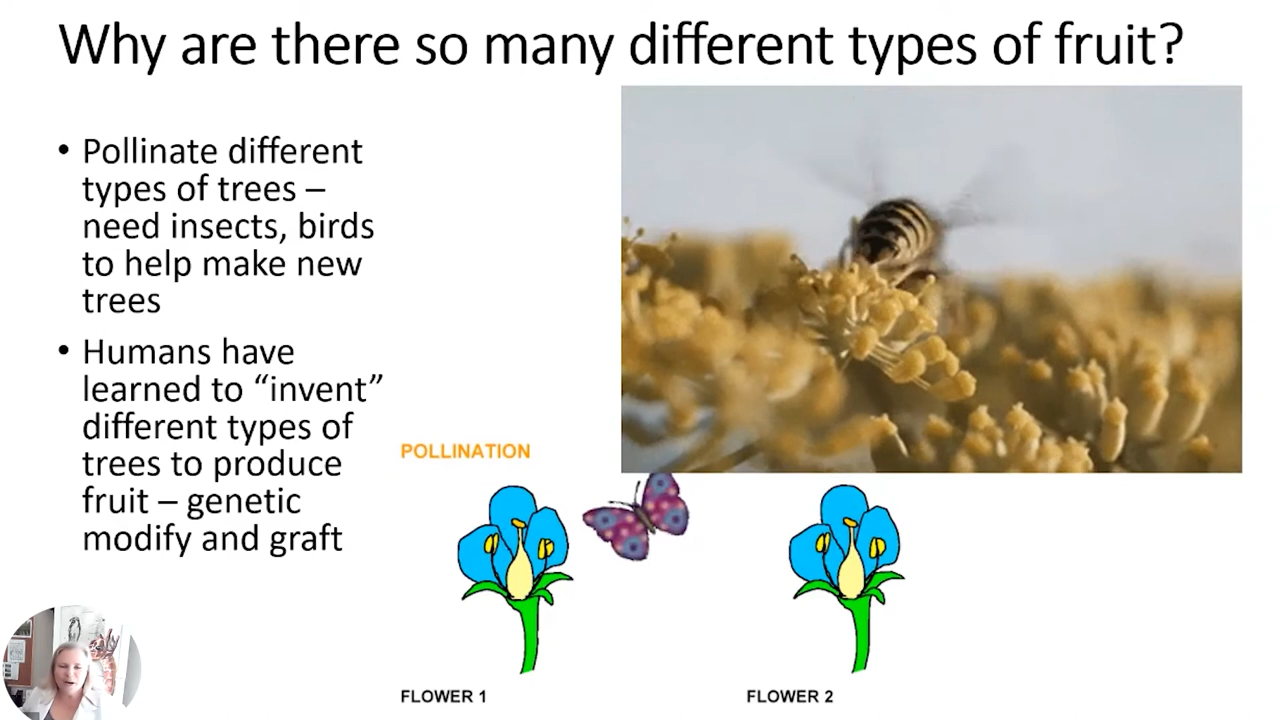 Why are there so many different types of fruit?
• Pollinate different
types of trees –
need insects, birds
to help make new
trees
• Humans have
learned to “invent”
different types of
trees to produce
fruit – genetic
modify and graft
POLLINATION
FLOWER 1
FLOWER 2